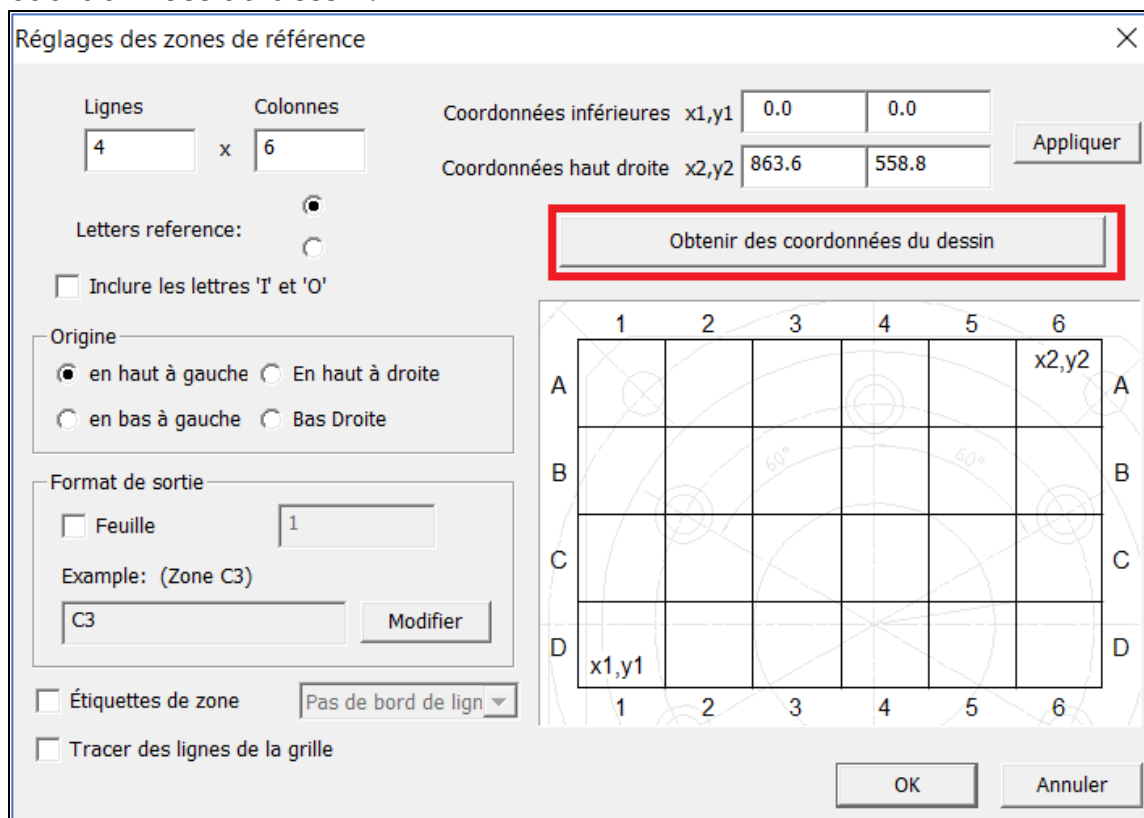 Réglages des zones de référence
Lignes Colonnes
4 x 6
Coordonnées inférieures x1,y1 0.0 0.0
Coordonnées haut droite x2,y2 863.6 558.8
Appliquer
Letters reference:
Obtenir des coordonnées du dessin
Inclure les lettres 'I' et 'O'
Origine
en haut à gauche En haut à droite
en bas à gauche Bas Droite
Format de sortie
Feuille 1
Example: (Zone C3)
C3 Modifier
Étiquettes de zone Pas de bord de lign
Tracer des lignes de la grille
1 2 3 4 5 6
A x2,y2 A
60° 60°
B B
C C
D x1,y1 D
1 2 3 4 5 6
OK Annuler